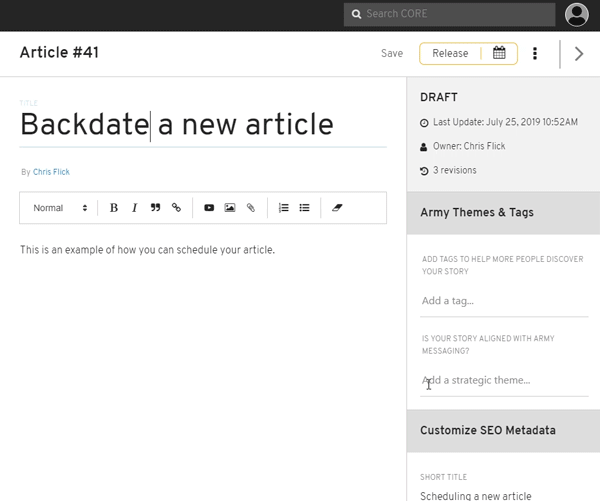 Search CORE
Article #41
Save
Release
TITLE
Backdate a new article
By Chris Flick
Normal
B I
This is an example of how you can schedule your article.
DRAFT
Last Update: July 25, 2019 10:52AM
Owner: Chris Flick
3 revisions
Army Themes & Tags
ADD TAGS TO HELP MORE PEOPLE DISCOVER
YOUR STORY
Add a tag...
IS YOUR STORY ALIGNED WITH ARMY
MESSAGING?
Add a strategic theme...
Customize SEO Metadata
SHORT TITLE
Scheduling a new article